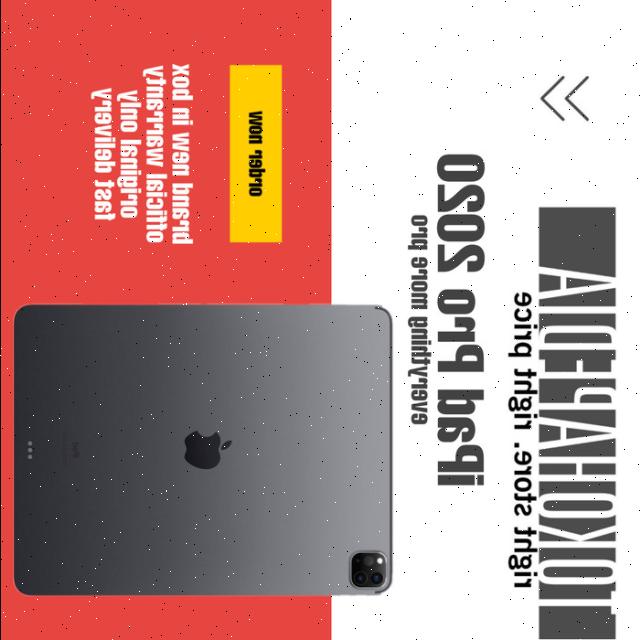 TOKOHAPEDIA
right store. right price
iPad Pro 2020
everything more pro
order now
brand new in box
official warranty
original only
fast delivery